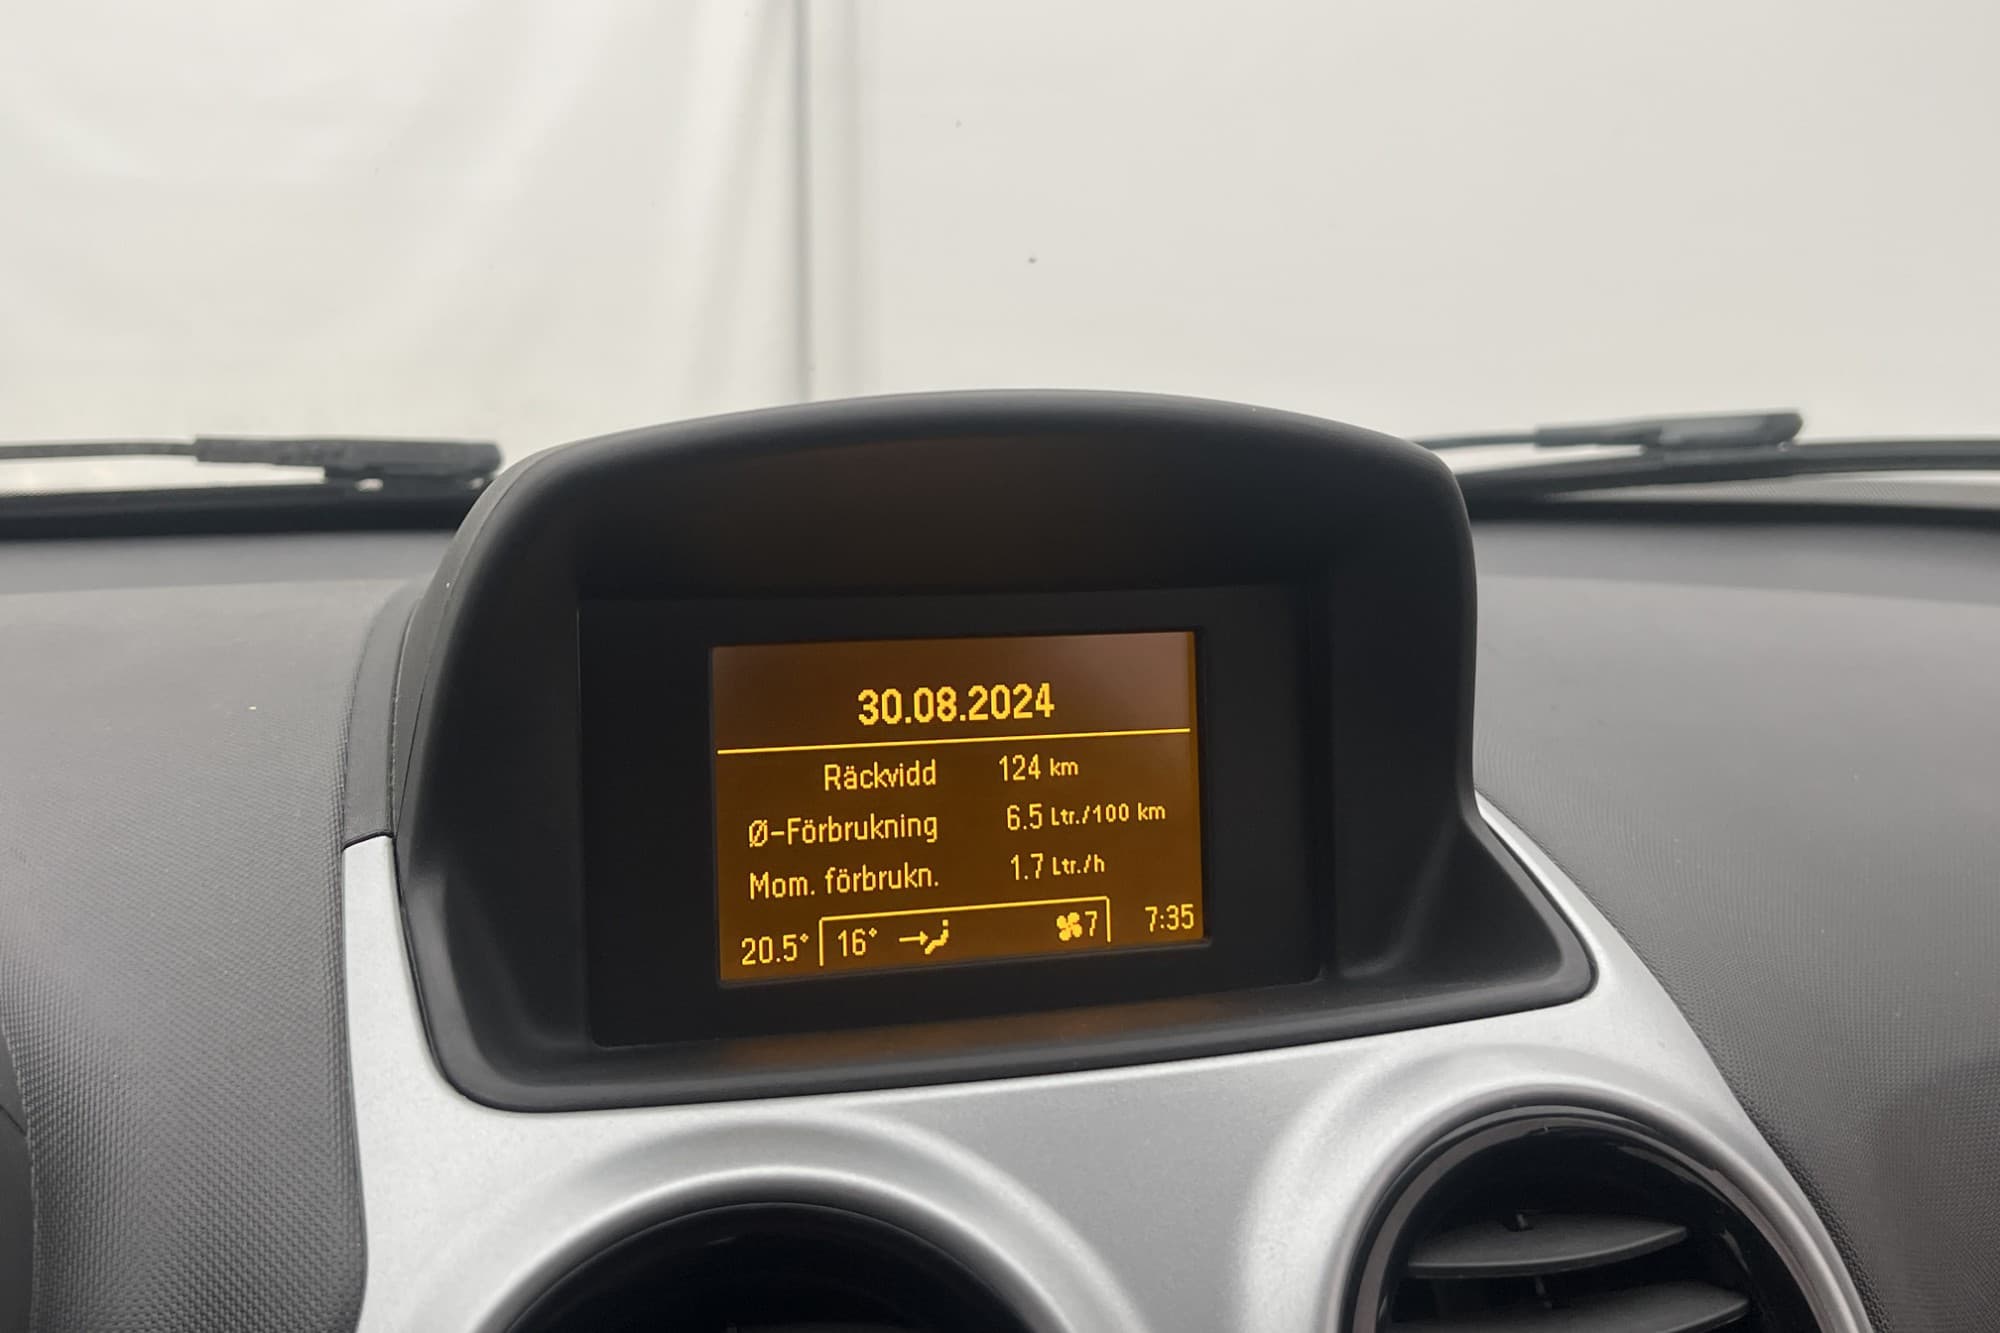 30.08.2024
Räckvidd 124 km
Ø-Förbrukning 6.5 Ltr./100 km
Mom. förbrukn. 1.7 Ltr./h
20.5° 16° 7 7:35